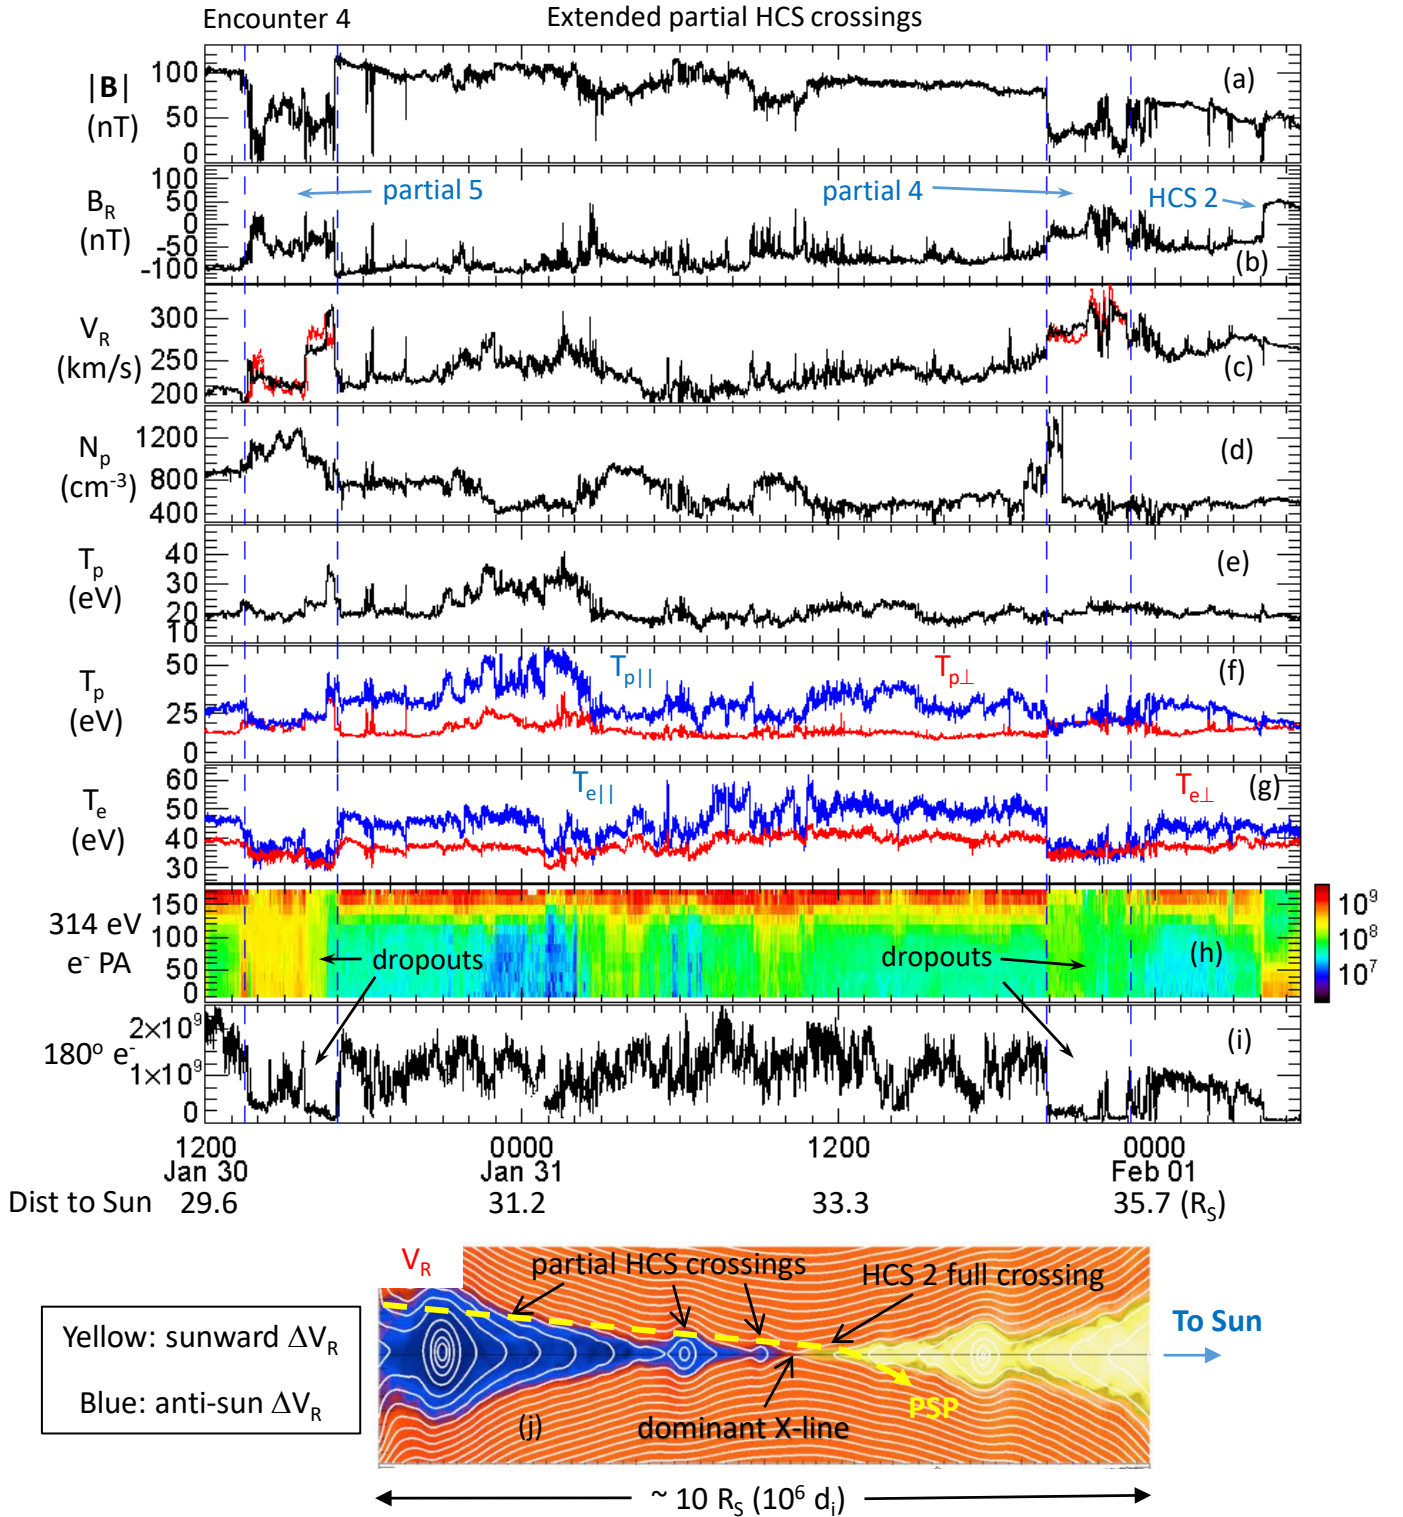 Encounter 4 Extended partial HCS crossings
|B| (nT) 100 50 0 (a)
B_R (nT) 100 50 0 -50 -100 partial 5 partial 4 HCS 2 (b)
V_R (km/s) 300 250 200 (c)
N_p (cm^-3) 1200 800 400 (d)
T_p (eV) 40 30 20 10 (e)
T_p (eV) 50 25 0 T_p|| T_p⊥ (f)
T_e (eV) 60 50 40 30 T_e|| T_e⊥ (g)
314 eV e^- PA 150 100 50 0 dropouts dropouts (h) 10^9 10^8 10^7
180º e^- 2×10^9 1×10^9 0 (i)
1200 0000 1200 0000
Jan 30 Jan 31 Feb 01
Dist to Sun 29.6 31.2 33.3 35.7 (R_S)
V_R partial HCS crossings HCS 2 full crossing
Yellow: sunward ΔV_R
Blue: anti-sun ΔV_R
To Sun
PSP
(j) dominant X-line
~ 10 R_S (10^6 d_i)